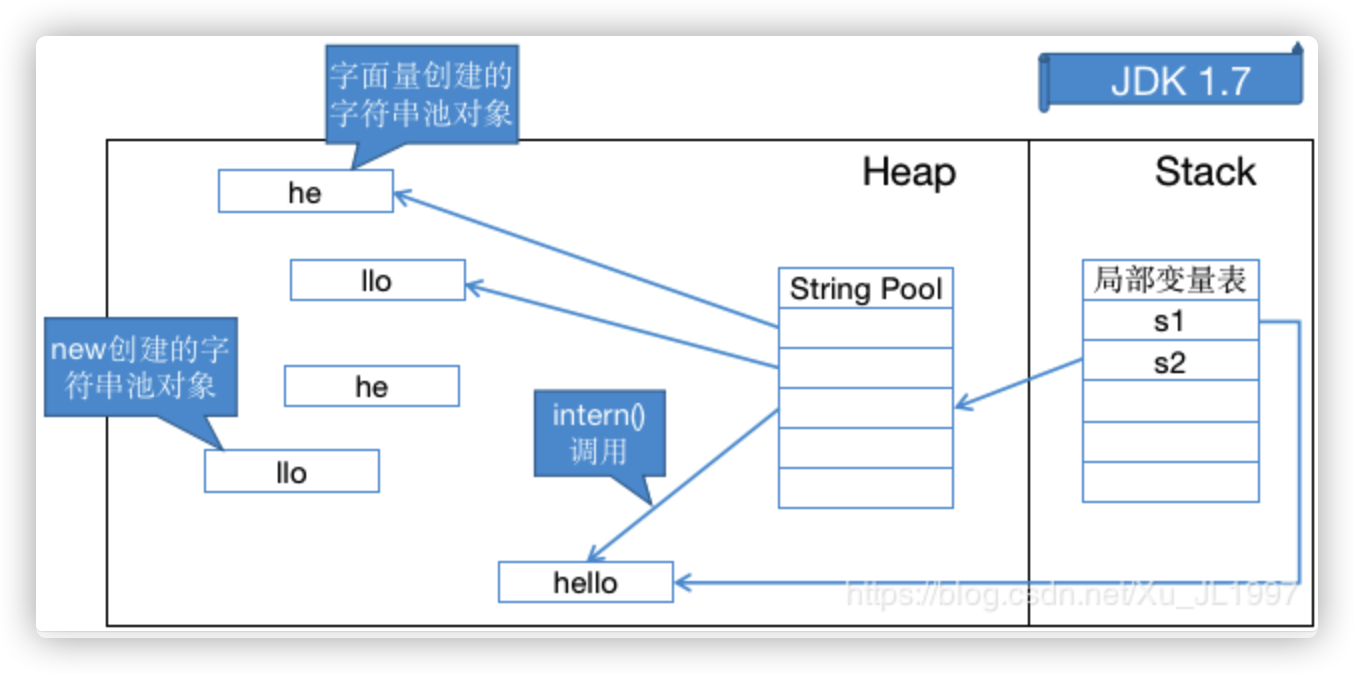 字面量创建的
字符串池对象
JDK 1.7
Heap
Stack
he
llo
String Pool
局部变量表
s1
s2
new创建的字
符串池对象
he
intern()
调用
llo
hello
https://blog.csdn.net/Xu_JL1997